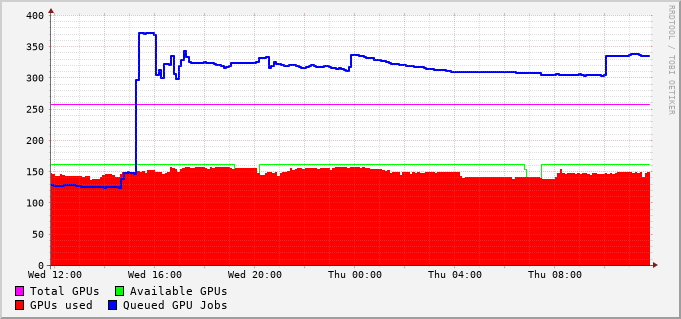 400
350
300
250
200
150
100
50
0
Wed 12:00 Wed 16:00 Wed 20:00 Thu 00:00 Thu 04:00 Thu 08:00
Total GPUs Available GPUs
GPUs used Queued GPU Jobs
RRDTOOL / TOBI OETIKER